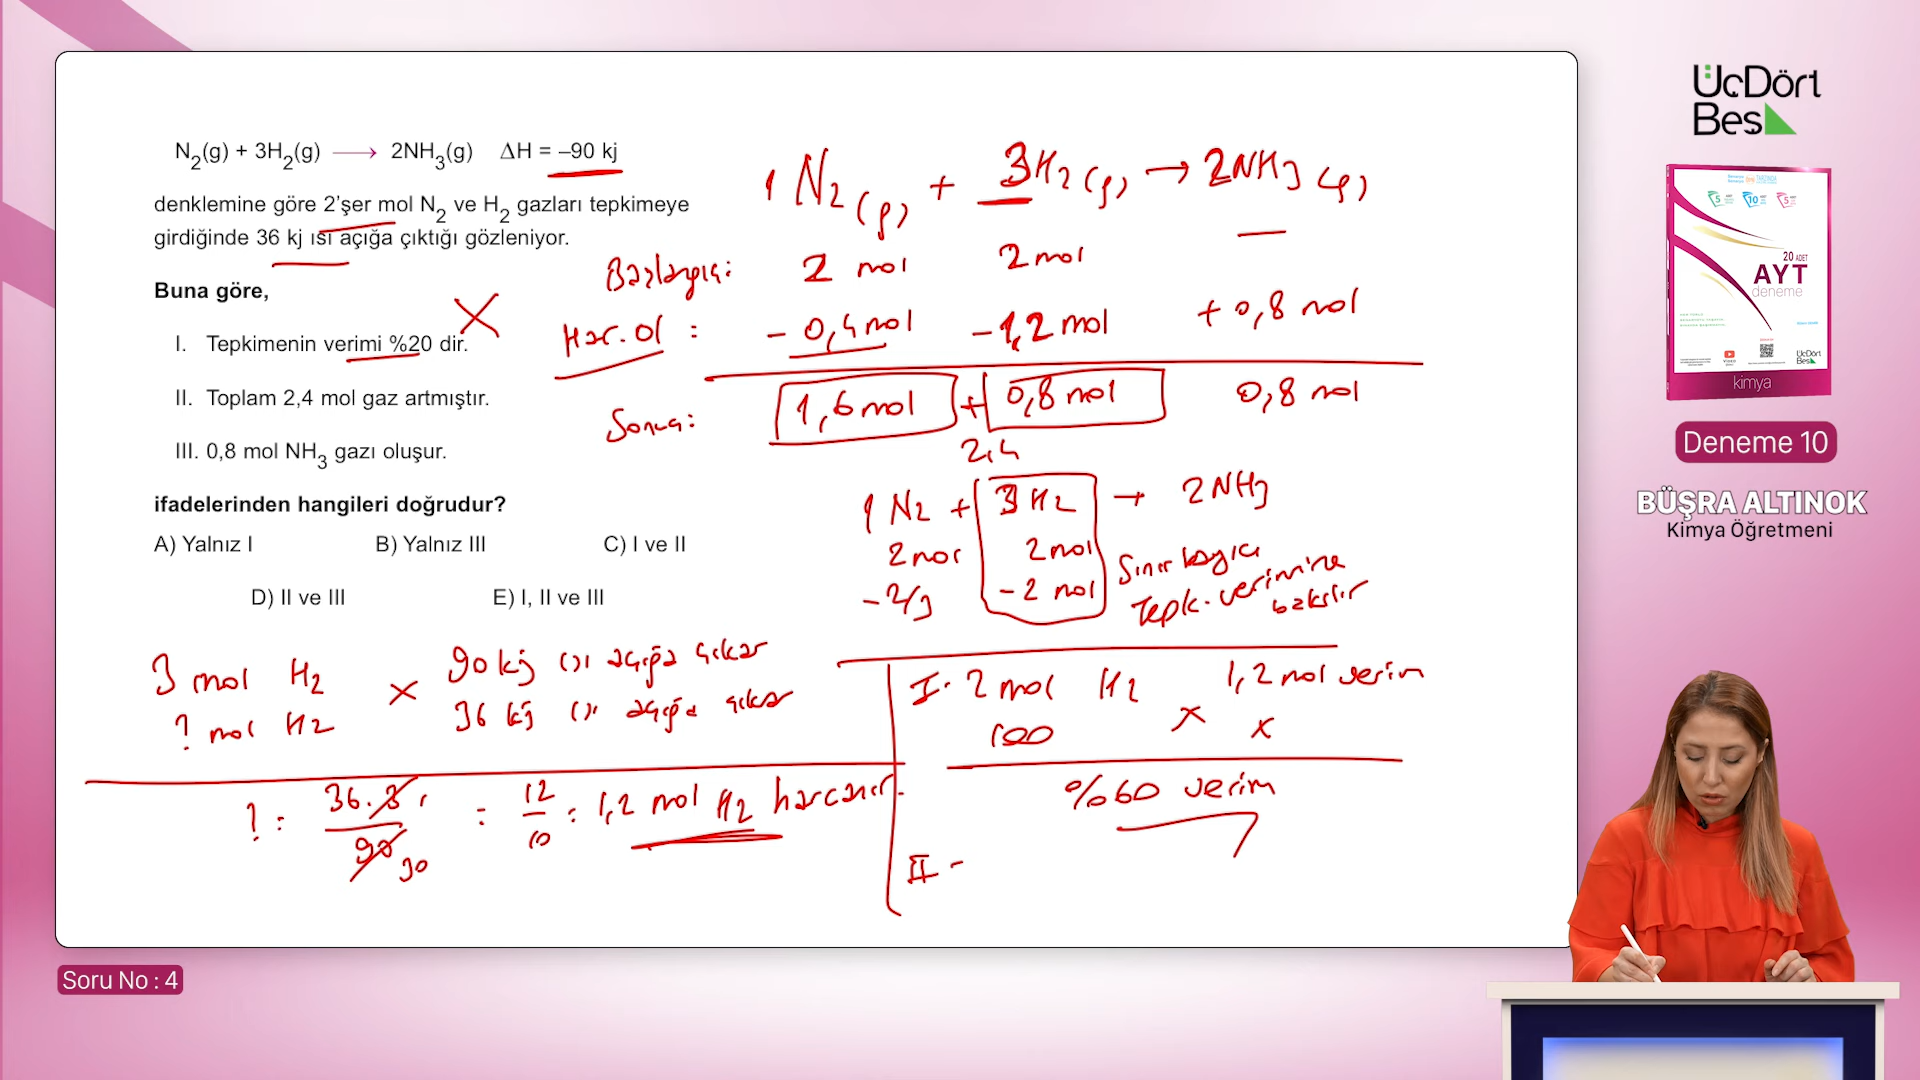 N2(g) + 3H2(g) ⟶ 2NH3(g) ΔH = –90 kj
denklemine göre 2'şer mol N2 ve H2 gazları tepkimeye
girdiğinde 36 kj ısı açığa çıktığı gözleniyor.
Buna göre,
I. Tepkimenin verimi %20 dir.
II. Toplam 2,4 mol gaz artmıştır.
III. 0,8 mol NH3 gazı oluşur.
ifadelerinden hangileri doğrudur?
A) Yalnız I B) Yalnız III C) I ve II
D) II ve III E) I, II ve III
1 N2(g) + 3H2(g) → 2NH3(g)
Başlangıç: 2 mol 2 mol —
Har. Ol : - 0,4 mol - 1,2 mol + 0,8 mol
Sonuç: 1,6 mol + 0,8 mol 0,8 mol
2,4
1 N2 + 3 H2 → 2NH3
2 mol 2 mol Sınırlayıcı
- 2/3 - 2 mol Tepk. verimine
bakılır
3 mol H2 × 90 kj ısı açığa çıkar
? mol H2 36 kj ısı açığa çıkar
? = 36.3 / 90 30 = 12/10 = 1,2 mol H2 harcanır.
I. 2 mol H2 1,2 mol verim
100 × x
%60 verim
II -
ÜçDört
Beş
20 ADET
AYT
deneme
ÜçDört
Beş
kimya
Deneme 10
BÜŞRA ALTINOK
Kimya Öğretmeni
Soru No : 4